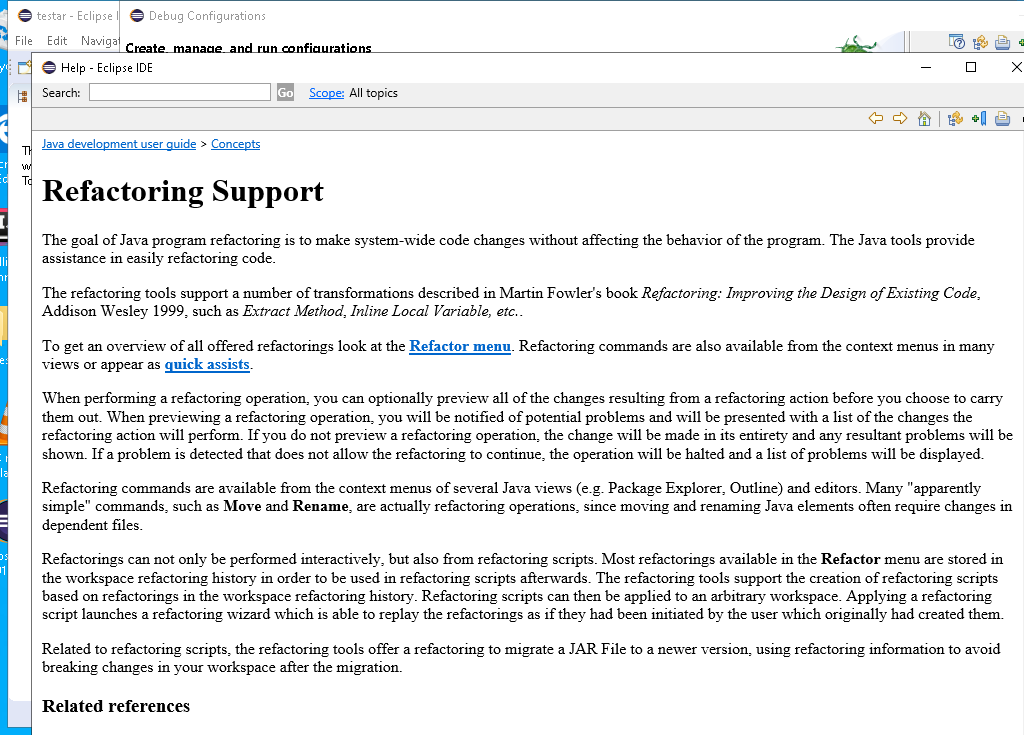 testar - Eclipse I
Debug Configurations
File Edit Navigat
Create, manage, and run configurations
Help - Eclipse IDE
Search: Go Scope: All topics
Java development user guide > Concepts
Refactoring Support
The goal of Java program refactoring is to make system-wide code changes without affecting the behavior of the program. The Java tools provide
assistance in easily refactoring code.
The refactoring tools support a number of transformations described in Martin Fowler's book Refactoring: Improving the Design of Existing Code,
Addison Wesley 1999, such as Extract Method, Inline Local Variable, etc..
To get an overview of all offered refactorings look at the Refactor menu. Refactoring commands are also available from the context menus in many
views or appear as quick assists.
When performing a refactoring operation, you can optionally preview all of the changes resulting from a refactoring action before you choose to carry
them out. When previewing a refactoring operation, you will be notified of potential problems and will be presented with a list of the changes the
refactoring action will perform. If you do not preview a refactoring operation, the change will be made in its entirety and any resultant problems will be
shown. If a problem is detected that does not allow the refactoring to continue, the operation will be halted and a list of problems will be displayed.
Refactoring commands are available from the context menus of several Java views (e.g. Package Explorer, Outline) and editors. Many "apparently
simple" commands, such as Move and Rename, are actually refactoring operations, since moving and renaming Java elements often require changes in
dependent files.
Refactorings can not only be performed interactively, but also from refactoring scripts. Most refactorings available in the Refactor menu are stored in
the workspace refactoring history in order to be used in refactoring scripts afterwards. The refactoring tools support the creation of refactoring scripts
based on refactorings in the workspace refactoring history. Refactoring scripts can then be applied to an arbitrary workspace. Applying a refactoring
script launches a refactoring wizard which is able to replay the refactorings as if they had been initiated by the user which originally had created them.
Related to refactoring scripts, the refactoring tools offer a refactoring to migrate a JAR File to a newer version, using refactoring information to avoid
breaking changes in your workspace after the migration.
Related references